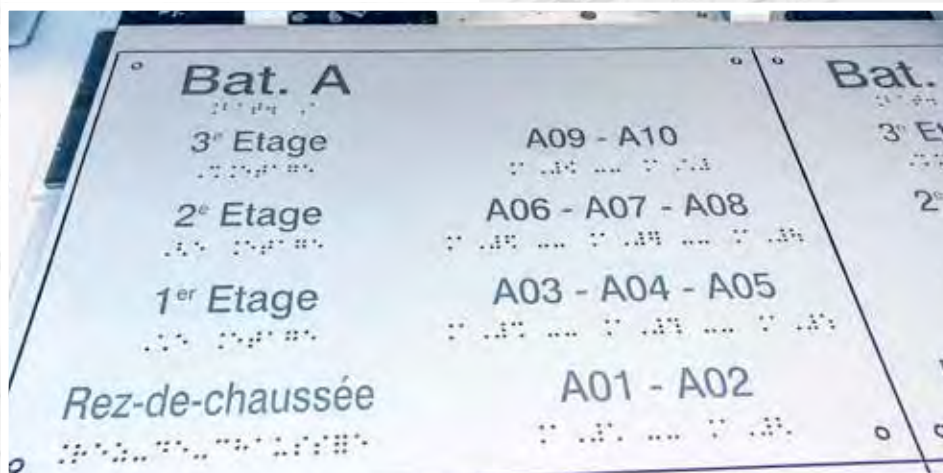 Bat. A
3e Etage A09 - A10
2e Etage A06 - A07 - A08
1er Etage A03 - A04 - A05
Rez-de-chaussée A01 - A02
Bat.
3e